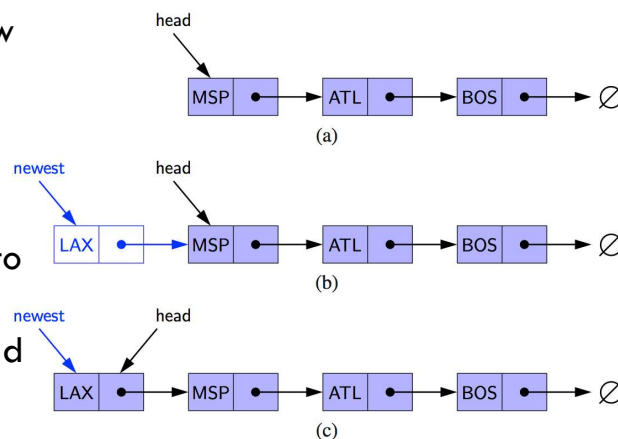 head
MSP ATL BOS ∅
(a)
newest head
LAX MSP ATL BOS ∅
(b)
newest head
LAX MSP ATL BOS ∅
(c)